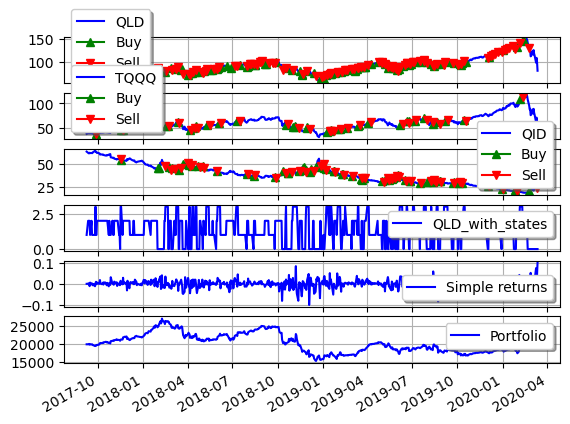 QLD
Buy
Sell
150
100
TQQQ
Buy
Sell
100
50
QID
Buy
Sell
50
25
QLD_with_states
2.5
0.0
Simple returns
0.1
0.0
−0.1
Portfolio
25000
20000
15000
2017-10 2018-01 2018-04 2018-07 2018-10 2019-01 2019-04 2019-07 2019-10 2020-01 2020-04